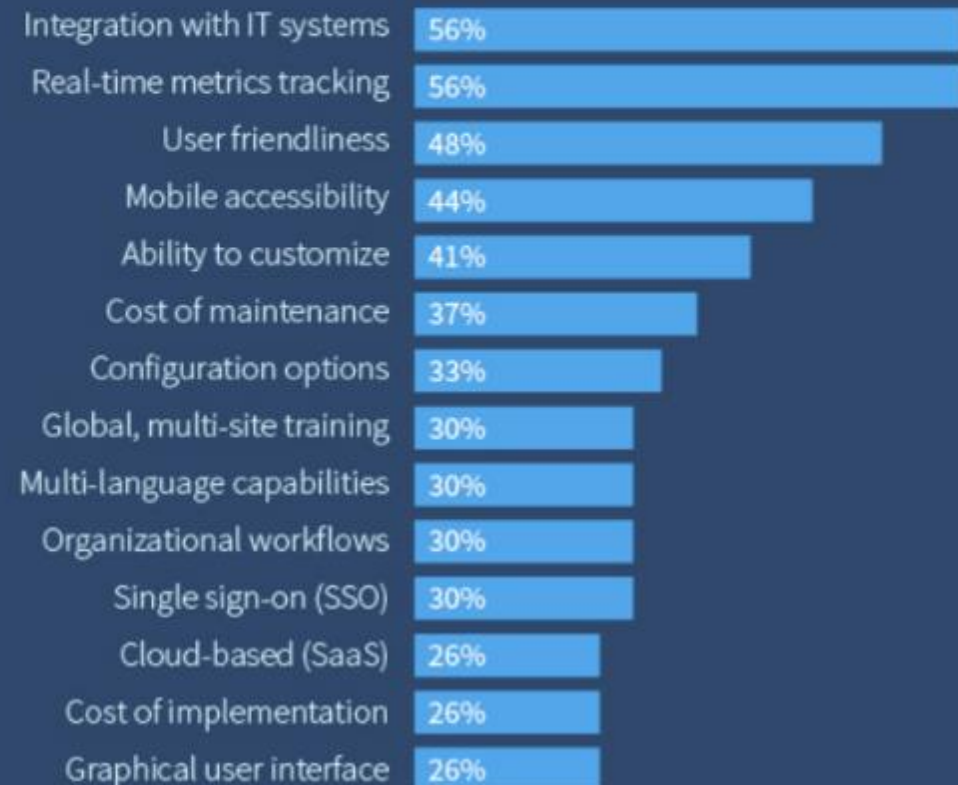 Integration with IT systems 56%
Real-time metrics tracking 56%
User friendliness 48%
Mobile accessibility 44%
Ability to customize 41%
Cost of maintenance 37%
Configuration options 33%
Global, multi-site training 30%
Multi-language capabilities 30%
Organizational workflows 30%
Single sign-on (SSO) 30%
Cloud-based (SaaS) 26%
Cost of implementation 26%
Graphical user interface 26%